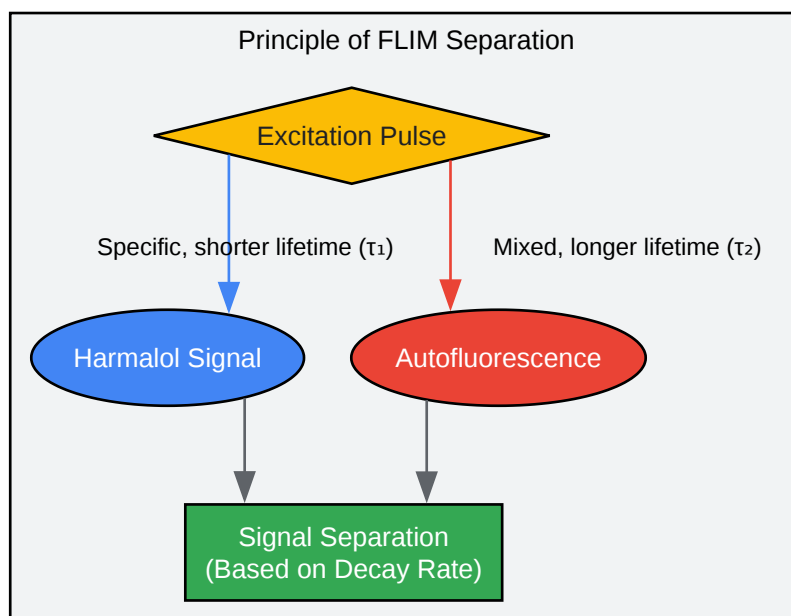 Principle of FLIM Separation
Excitation Pulse
Specific, shorter lifetime (τ₁)
Mixed, longer lifetime (τ₂)
Harmalol Signal
Autofluorescence
Signal Separation
(Based on Decay Rate)